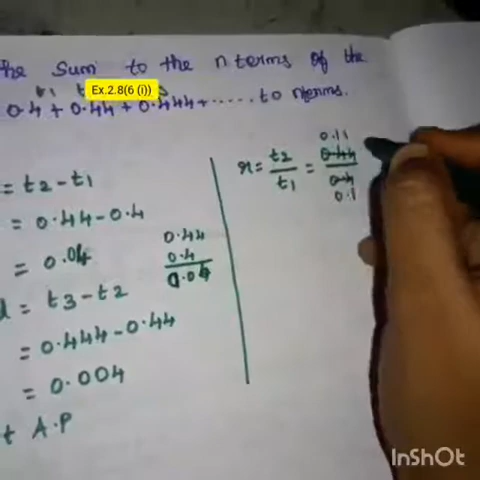 the Sum to the n terms of the
Ex.2.8(6 (i))
0.4 + 0.44 + 0.444 + ..... to n terms.
= t2 - t1
= 0.44 - 0.4
= 0.04
0.44
0.4
0.04
d = t3 - t2
= 0.444 - 0.44
= 0.004
t A.P
0.11
r = t2/t1 = 0.44/0.4
0.1
InShOt